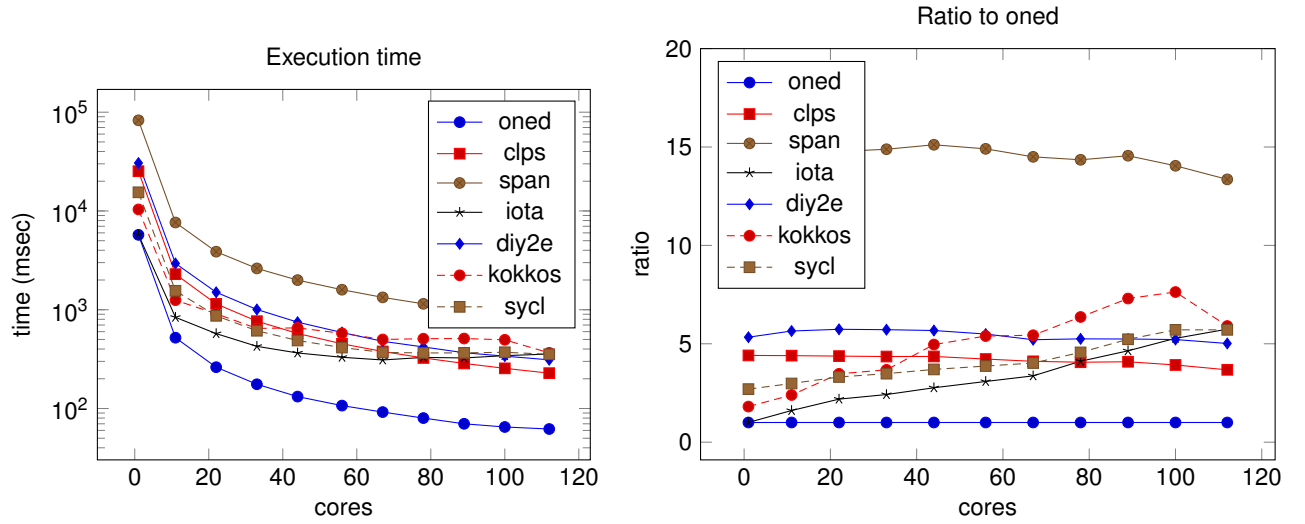 Execution time
10^5
10^4
10^3
10^2
time (msec)
0
20
40
60
80
100
120
cores
oned
clps
span
iota
diy2e
kokkos
sycl
Ratio to oned
20
15
10
5
0
ratio
0
20
40
60
80
100
120
cores
oned
clps
span
iota
diy2e
kokkos
sycl